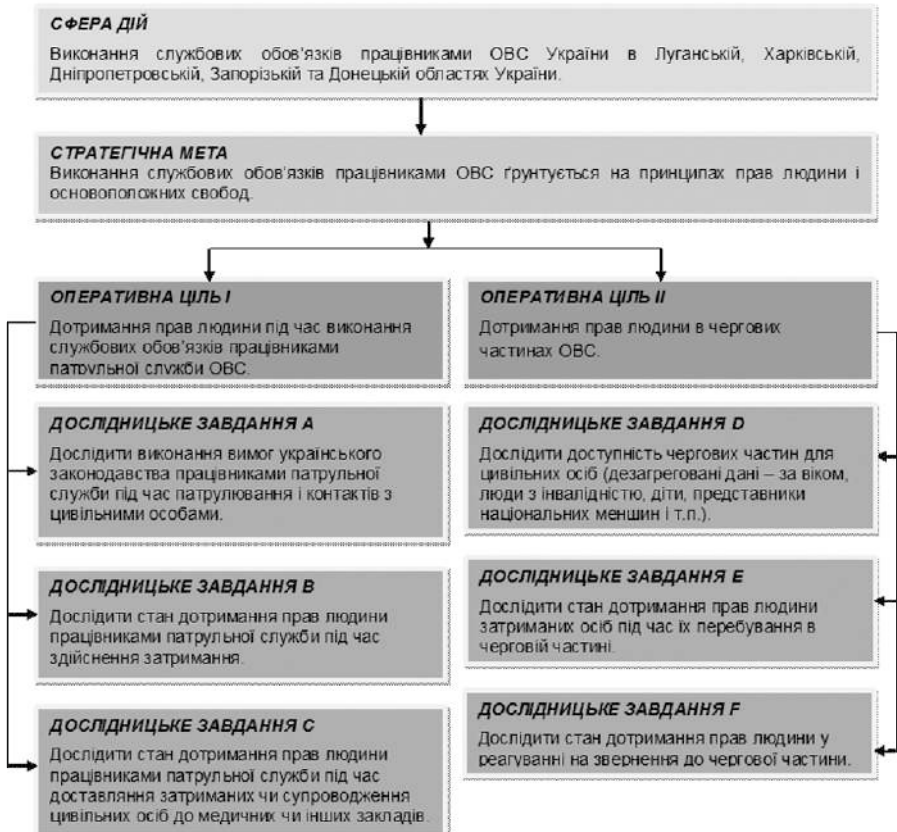 СФЕРА ДІЙ
Виконання службових обов'язків працівниками ОВС України в Луганській, Харківській,
Дніпропетровській, Запорізькій та Донецькій областях України.
СТРАТЕГІЧНА МЕТА
Виконання службових обов'язків працівниками ОВС ґрунтується на принципах прав людини і
основоположних свобод.
ОПЕРАТИВНА ЦІЛЬ I
Дотримання прав людини під час виконання
службових обов'язків працівниками
патрульної служби ОВС.
ДОСЛІДНИЦЬКЕ ЗАВДАННЯ A
Дослідити виконання вимог українського
законодавства працівниками патрульної
служби під час патрулювання і контактів з
цивільними особами.
ДОСЛІДНИЦЬКЕ ЗАВДАННЯ B
Дослідити стан дотримання прав людини
працівниками патрульної служби під час
здійснення затримання.
ДОСЛІДНИЦЬКЕ ЗАВДАННЯ C
Дослідити стан дотримання прав людини
працівниками патрульної служби під час
доставляння затриманих чи супроводження
цивільних осіб до медичних чи інших закладів.
ОПЕРАТИВНА ЦІЛЬ II
Дотримання прав людини в чергових
частинах ОВС.
ДОСЛІДНИЦЬКЕ ЗАВДАННЯ D
Дослідити доступність чергових частин для
цивільних осіб (дезагреговані дані – за віком,
люди з інвалідністю, діти, представники
національних меншин і т.п.).
ДОСЛІДНИЦЬКЕ ЗАВДАННЯ E
Дослідити стан дотримання прав людини
затриманих осіб під час їх перебування в
черговій частині.
ДОСЛІДНИЦЬКЕ ЗАВДАННЯ F
Дослідити стан дотримання прав людини у
реагуванні на звернення до чергової частини.